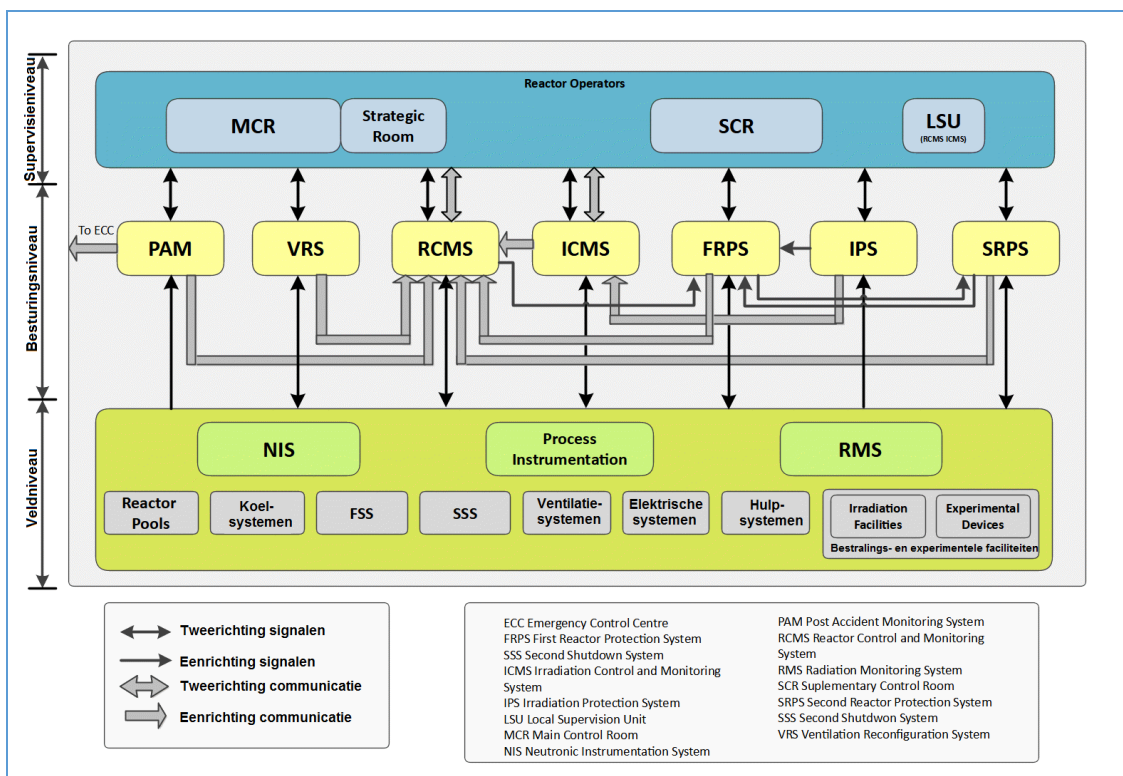 Supervisieniveau
Reactor Operators
MCR
Strategic
Room
SCR
LSU
(RCMS ICMS)
Besturingsniveau
To ECC
PAM
VRS
RCMS
ICMS
FRPS
IPS
SRPS
Veldniveau
NIS
Process
Instrumentation
RMS
Reactor
Pools
Koel-
systemen
FSS
SSS
Ventilatie-
systemen
Elektrische
systemen
Hulp-
systemen
Irradiation
Facilities
Experimental
Devices
Bestralings- en experimentele faciliteiten
Tweerichting signalen
Eenrichting signalen
Tweerichting communicatie
Eenrichting communicatie
ECC Emergency Control Centre
FRPS First Reactor Protection System
SSS Second Shutdown System
ICMS Irradiation Control and Monitoring
System
IPS Irradiation Protection System
LSU Local Supervision Unit
MCR Main Control Room
NIS Neutronic Instrumentation System
PAM Post Accident Monitoring System
RCMS Reactor Control and Monitoring
System
RMS Radiation Monitoring System
SCR Suplementary Control Room
SRPS Second Reactor Protection System
SSS Second Shutdwon System
VRS Ventilation Reconfiguration System